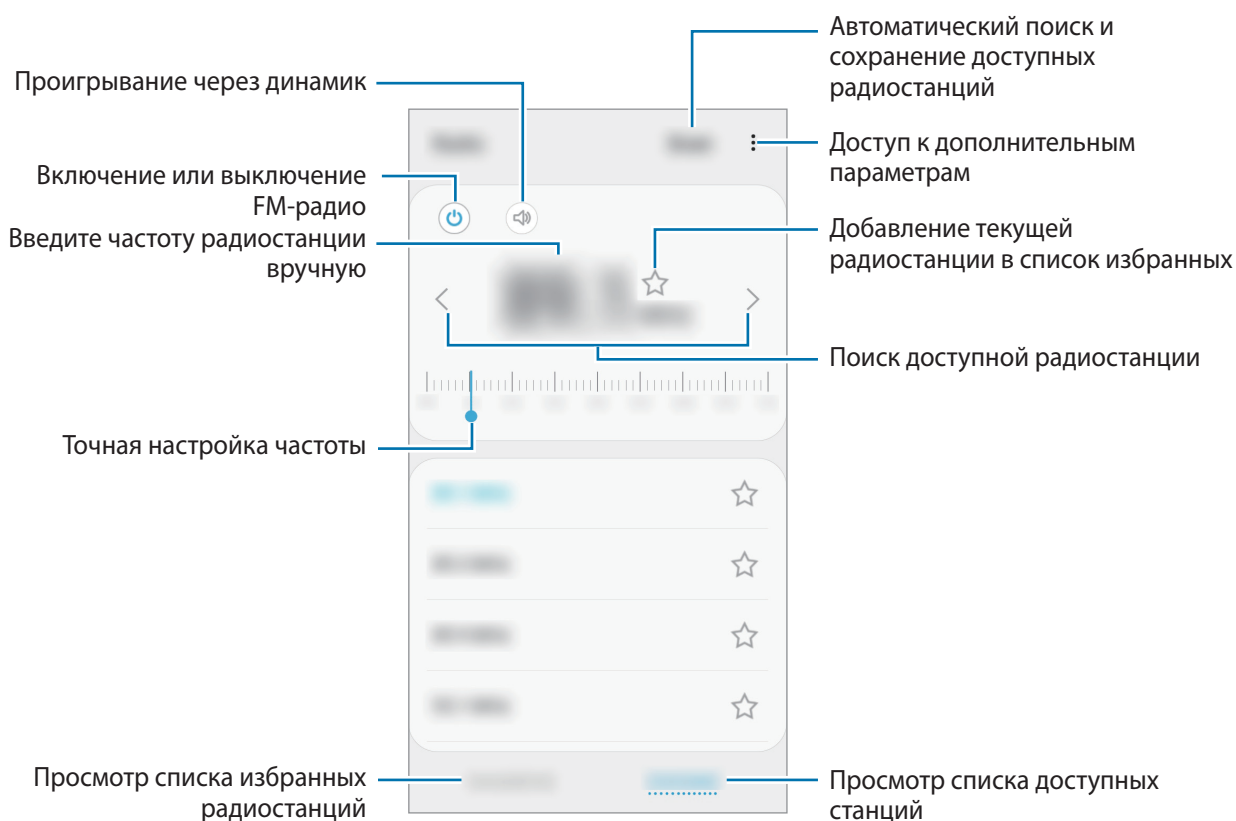 Автоматический поиск и
сохранение доступных
радиостанций
Проигрывание через динамик
Доступ к дополнительным
параметрам
Включение или выключение
FM-радио
Введите частоту радиостанции
вручную
Добавление текущей
радиостанции в список избранных
Поиск доступной радиостанции
Точная настройка частоты
Просмотр списка избранных
радиостанций
Просмотр списка доступных
станций